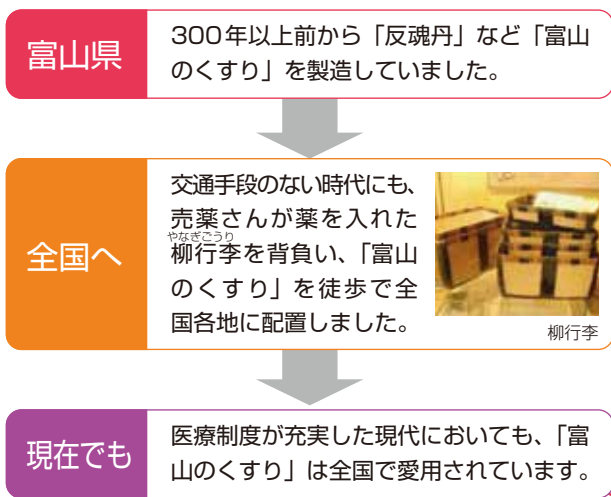 富山県
300年以上前から「反魂丹」など「富山
のくすり」を製造していました。
全国へ
交通手段のない時代にも、
売薬さんが薬を入れた
やなぎごうり
柳行李を背負い、「富山
のくすり」を徒歩で全
国各地に配置しました。
柳行李
現在でも
医療制度が充実した現代においても、「富
山のくすり」は全国で愛用されています。